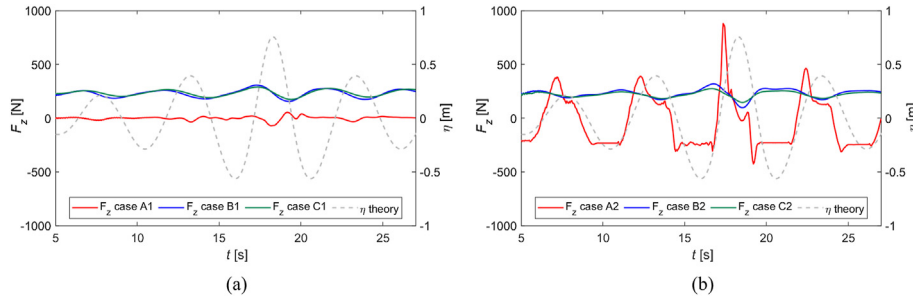 1000
500
0
-500
-1000
F_z [N]
1
0.5
0
-0.5
-1
η [m]
F_z case A1 F_z case B1 F_z case C1 η theory
5 10 15 20 25
t [s]
(a)
1000
500
0
-500
-1000
F_z [N]
1
0.5
0
-0.5
-1
η [m]
F_z case A2 F_z case B2 F_z case C2 η theory
5 10 15 20 25
t [s]
(b)